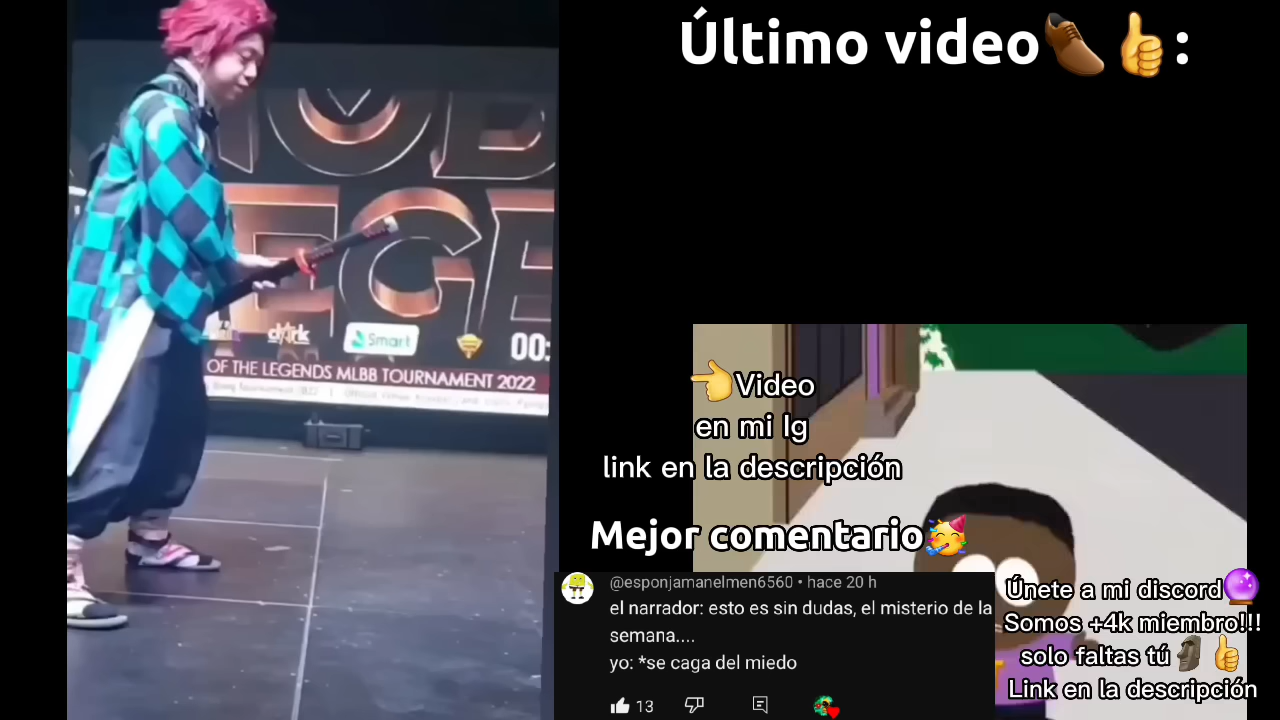 Último video👞👍:
dark
Smart
00:
OF THE LEGENDS MLBB TOURNAMENT 2022
👈Video
en mi Ig
link en la descripción
Mejor comentario🥳
@esponjamanelmen6560 • hace 20 h
el narrador: esto es sin dudas, el misterio de la
semana....
yo: *se caga del miedo
13
Únete a mi discord🔮
Somos +4k miembro!!!
solo faltas tú🗿👍
Link en la descripción